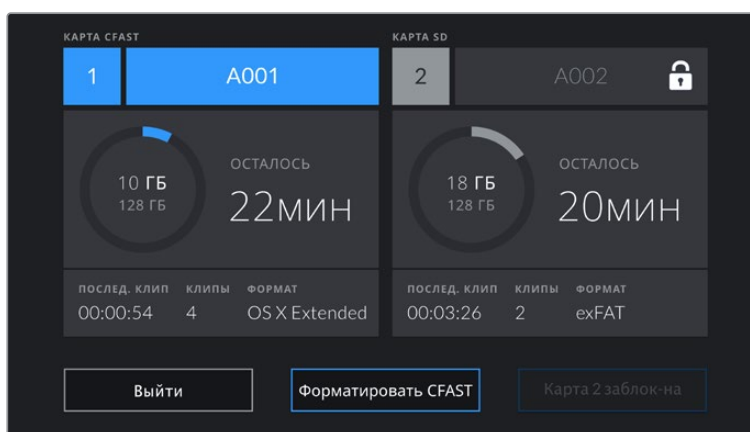 КАРТА CFAST
1 A001
10 ГБ
128 ГБ
ОСТАЛОСЬ
22мин
ПОСЛЕД. КЛИП КЛИПЫ ФОРМАТ
00:00:54 4 OS X Extended
КАРТА SD
2 A002
18 ГБ
128 ГБ
ОСТАЛОСЬ
20мин
ПОСЛЕД. КЛИП КЛИПЫ ФОРМАТ
00:03:26 2 exFAT
Выйти
Форматировать CFAST
Карта 2 заблок-на